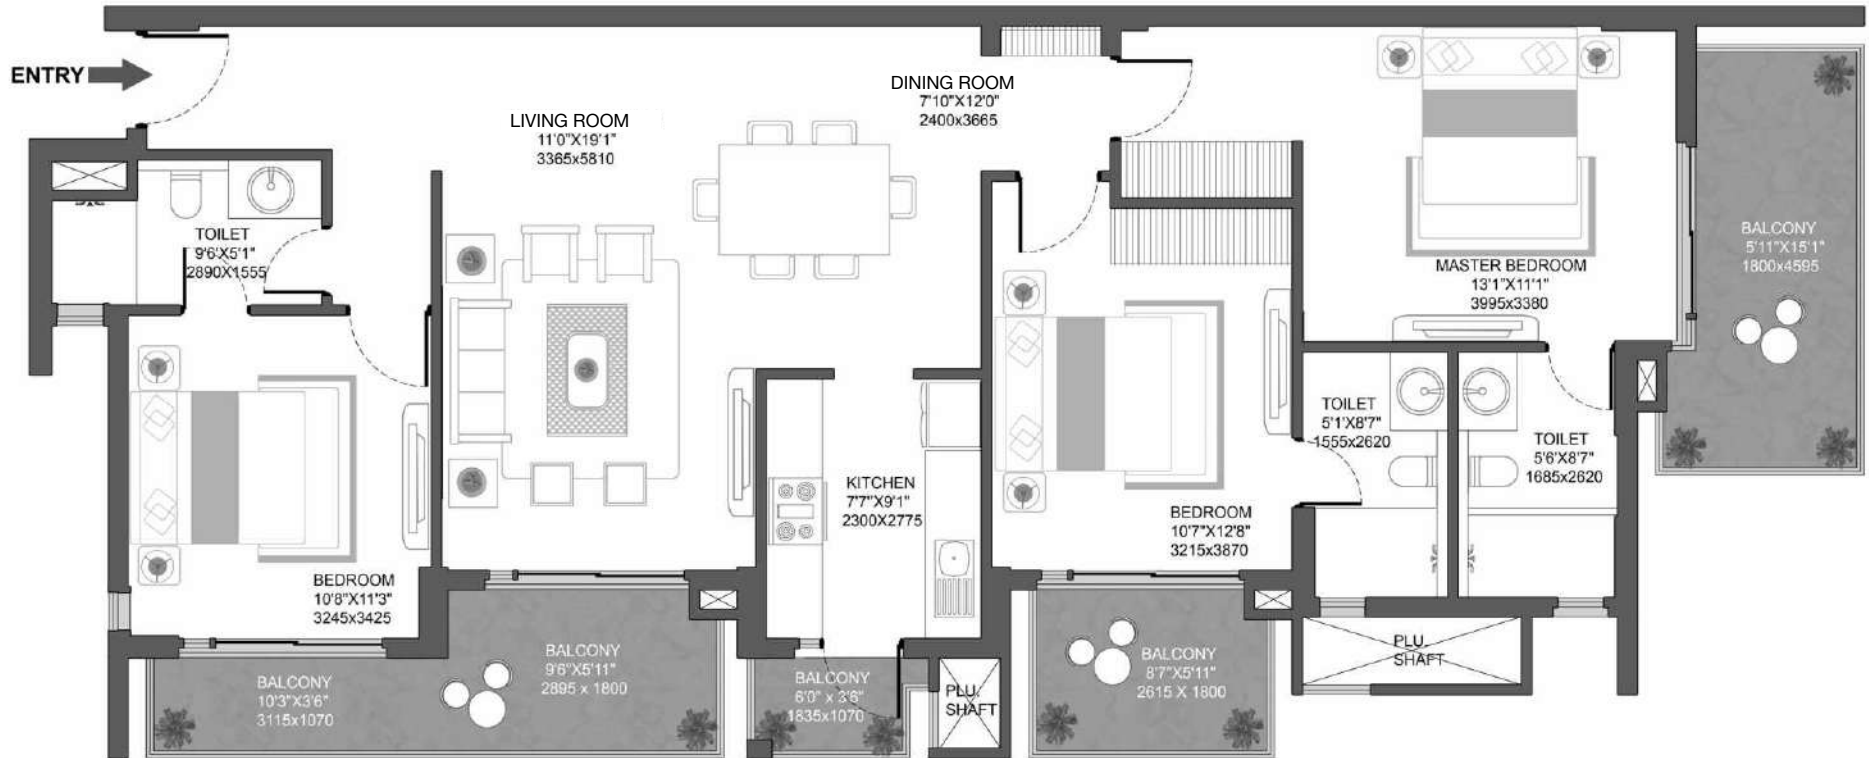 ENTRY
LIVING ROOM
11'0"X19'1"
3365x5810
DINING ROOM
7'10"X12'0"
2400x3665
TOILET
9'6'X5'1"
2890X1555
BALCONY
5'11"X15'1"
1800x4595
MASTER BEDROOM
13'1"X11'1"
3995x3380
TOILET
5'1'X8'7"
1555x2620
TOILET
5'6'X8'7"
1685x2620
KITCHEN
7'7"X9'1"
2300X2775
BEDROOM
10'7"X12'8"
3215x3870
BEDROOM
10'8"X11'3"
3245x3425
BALCONY
10'3"X3'6"
3115x1070
BALCONY
9'6"X5'11"
2895 x 1800
BALCONY
6'0" x 3'6"
1835x1070
PLU.
SHAFT
BALCONY
8'7"X5'11"
2615 X 1800
PLU.
SHAFT